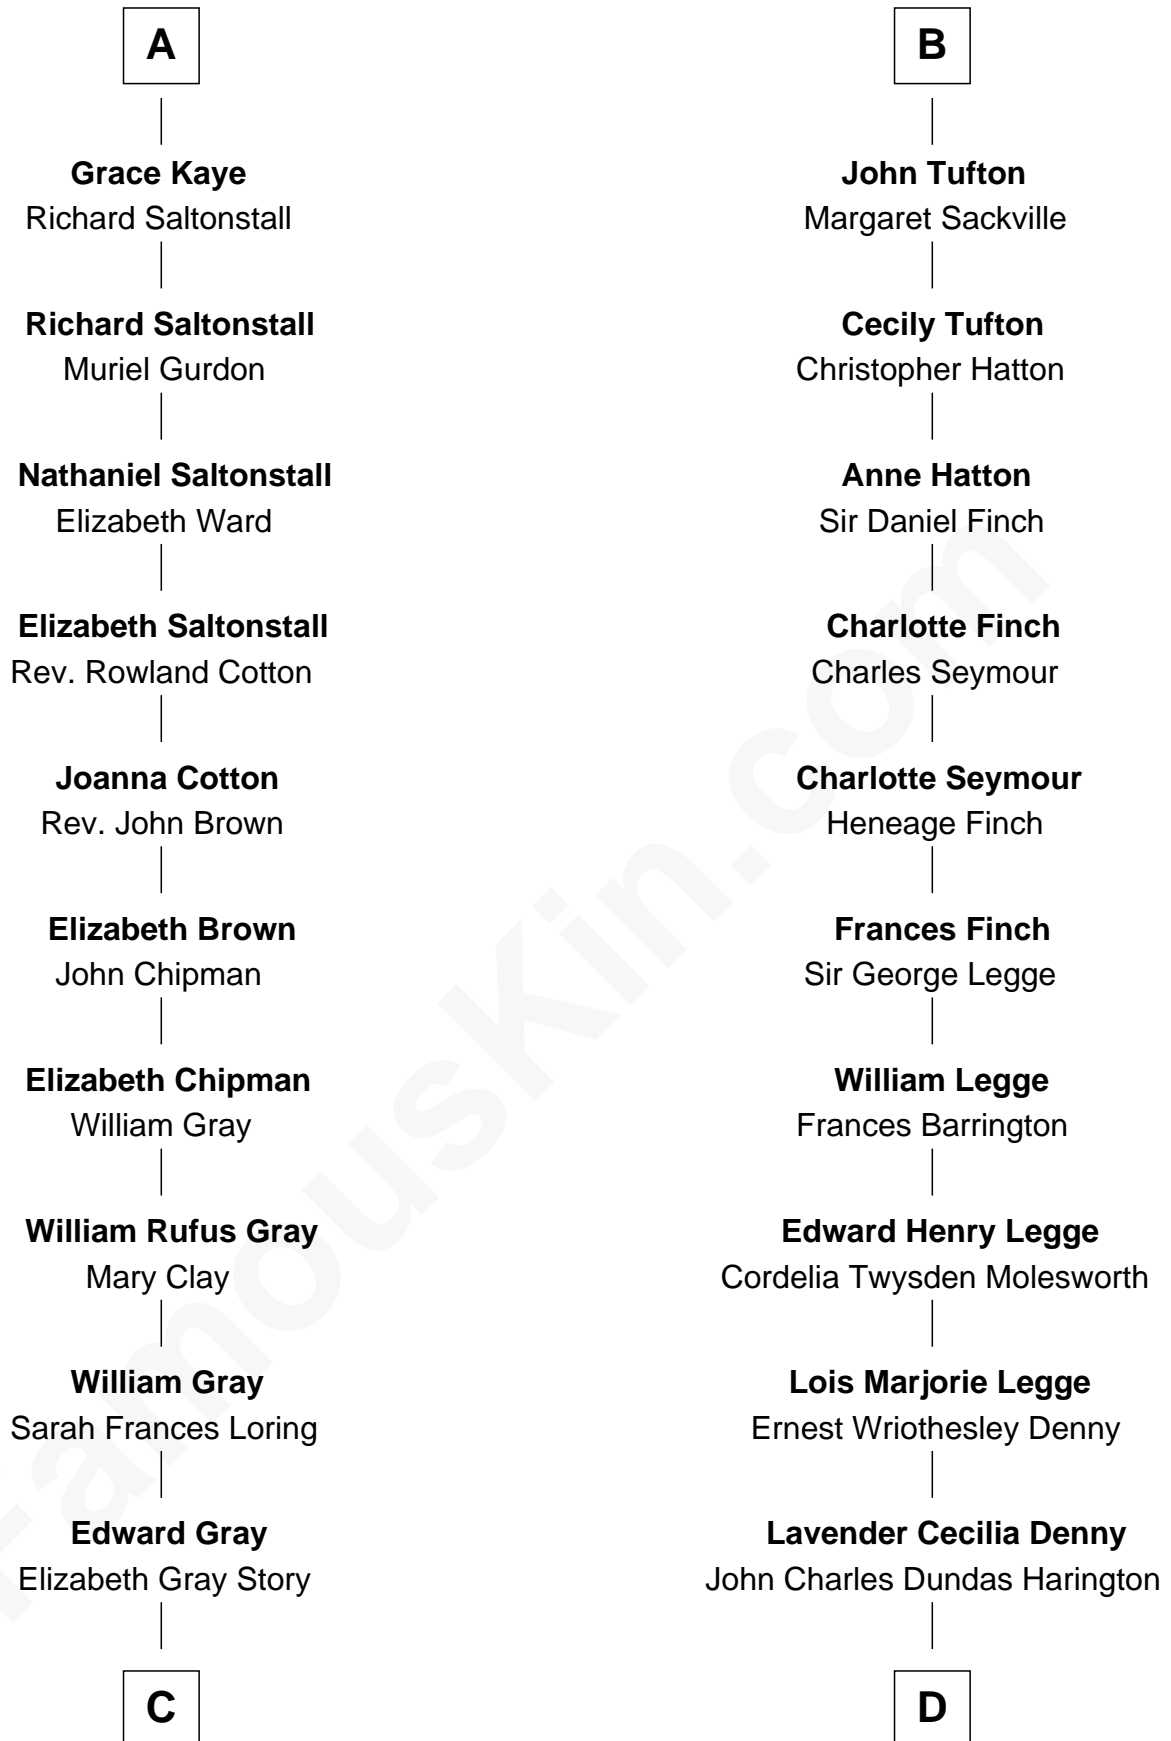 A
Grace Kaye
Richard Saltonstall
Richard Saltonstall
Muriel Gurdon
Nathaniel Saltonstall
Elizabeth Ward
Elizabeth Saltonstall
Rev. Rowland Cotton
Joanna Cotton
Rev. John Brown
Elizabeth Brown
John Chipman
Elizabeth Chipman
William Gray
William Rufus Gray
Mary Clay
William Gray
Sarah Frances Loring
Edward Gray
Elizabeth Gray Story
C
B
John Tufton
Margaret Sackville
Cecily Tufton
Christopher Hatton
Anne Hatton
Sir Daniel Finch
Charlotte Finch
Charles Seymour
Charlotte Seymour
Heneage Finch
Frances Finch
Sir George Legge
William Legge
Frances Barrington
Edward Henry Legge
Cordelia Twysden Molesworth
Lois Marjorie Legge
Ernest Wriothesley Denny
Lavender Cecilia Denny
John Charles Dundas Harington
D
FamousKin.com